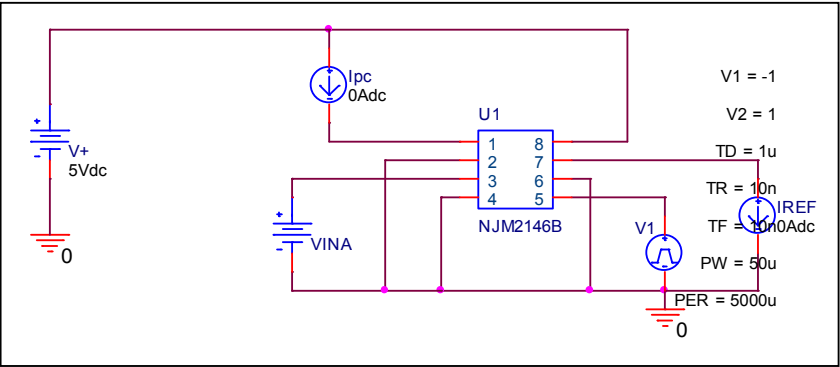 Ipc
0Adc
V+
5Vdc
0
VINA
U1
1 8
2 7
3 6
4 5
NJM2146B
V1
V1 = -1
V2 = 1
TD = 1u
TR = 10n
TF = 10n
PW = 50u
PER = 5000u
IREF
0Adc
0